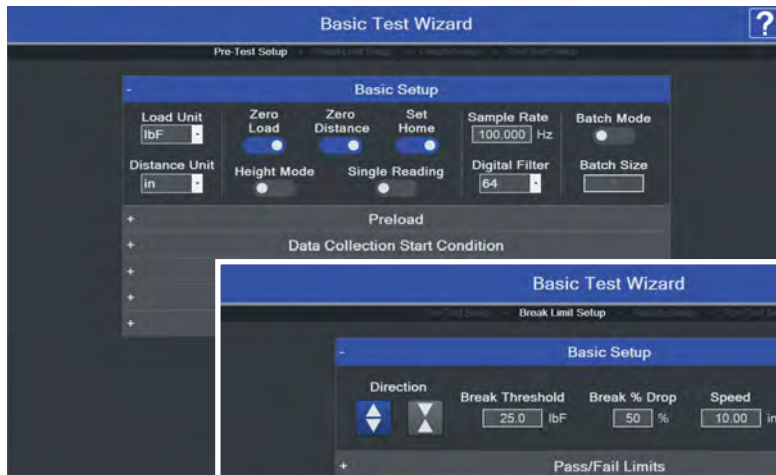 Basic Test Wizard
?
Pre-Test Setup
- Basic Setup
Load Unit
Zero Load
Zero Distance
Set Home
Sample Rate
Batch Mode
lbF
100.000 Hz
Distance Unit
Height Mode
Single Reading
Digital Filter
Batch Size
in
64
+ Preload
+ Data Collection Start Condition
+
+
+
Basic Test Wizard
Break Limit Setup
- Basic Setup
Direction
Break Threshold
Break % Drop
Speed
25.0 lbF
50 %
10.00 in
+ Pass/Fail Limits